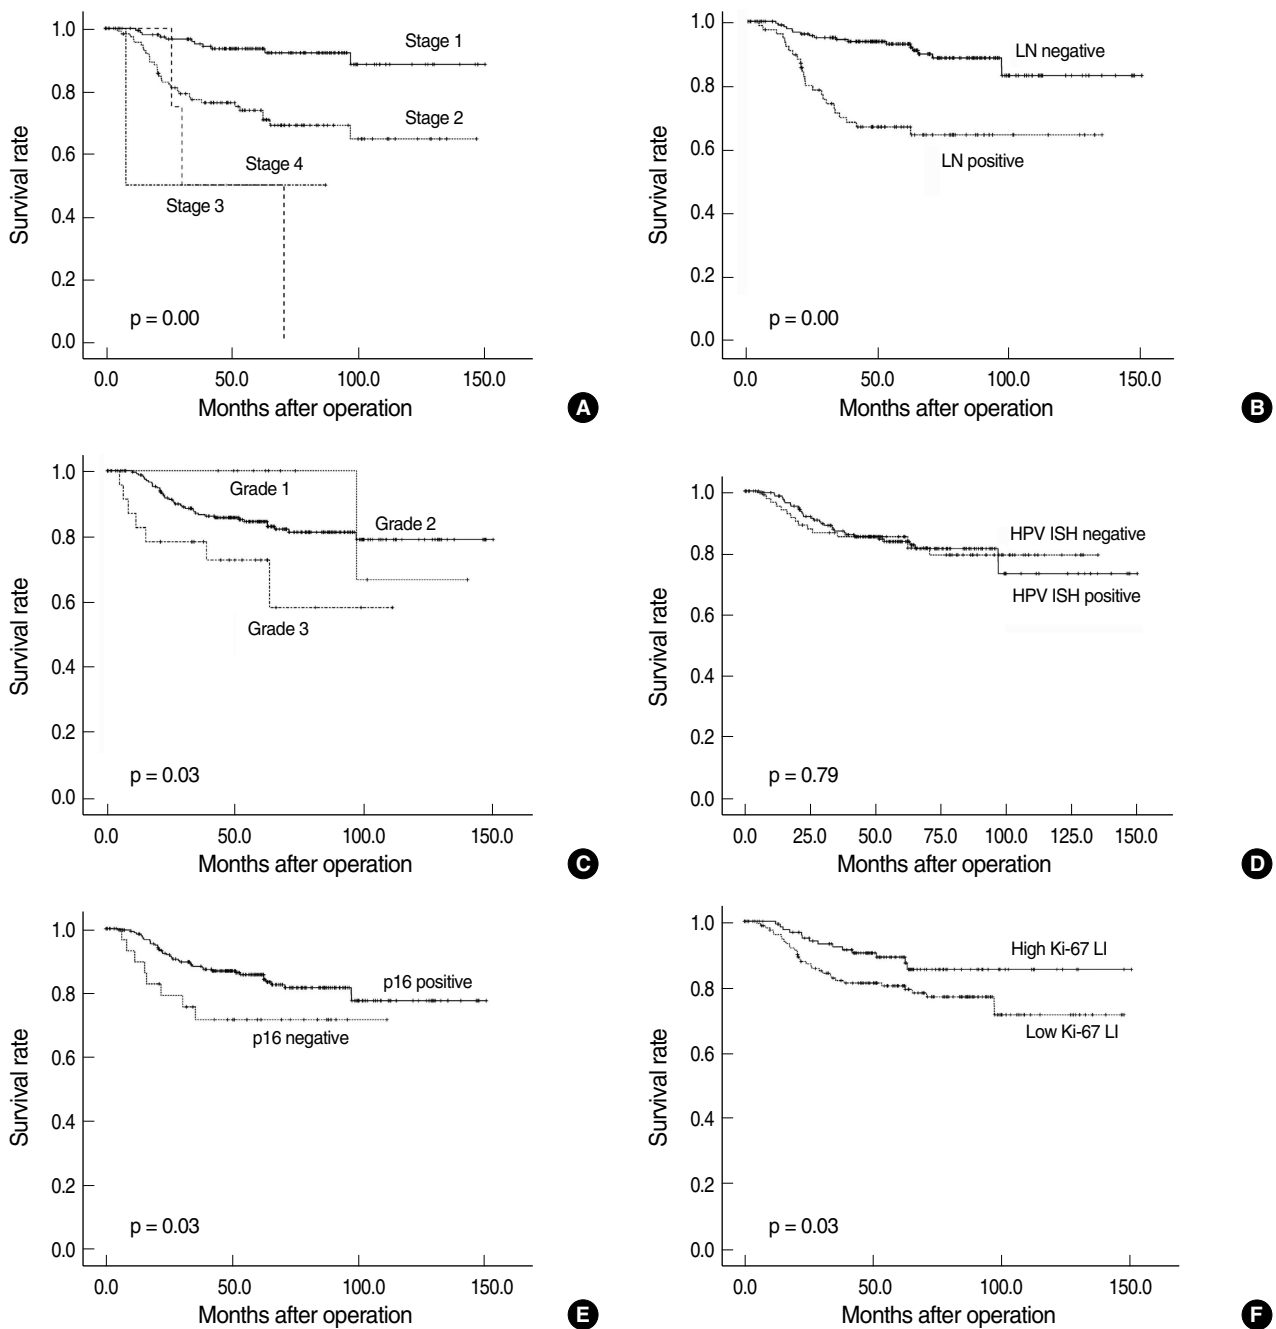 1.0
0.8
0.6
0.4
0.2
0.0
Survival rate
Stage 1
Stage 2
Stage 4
Stage 3
p = 0.00
0.0 50.0 100.0 150.0
Months after operation
A
1.0
0.8
0.6
0.4
0.2
0.0
Survival rate
LN negative
LN positive
p = 0.00
0.0 50.0 100.0 150.0
Months after operation
B
1.0
0.8
0.6
0.4
0.2
0.0
Survival rate
Grade 1
Grade 2
Grade 3
p = 0.03
0.0 50.0 100.0 150.0
Months after operation
C
1.0
0.8
0.6
0.4
0.2
0.0
Survival rate
HPV ISH negative
HPV ISH positive
p = 0.79
0.0 25.0 50.0 75.0 100.0 125.0 150.0
Months after operation
D
1.0
0.8
0.6
0.4
0.2
0.0
Survival rate
p16 positive
p16 negative
p = 0.03
0.0 50.0 100.0 150.0
Months after operation
E
1.0
0.8
0.6
0.4
0.2
0.0
Survival rate
High Ki-67 LI
Low Ki-67 LI
p = 0.03
0.0 50.0 100.0 150.0
Months after operation
F